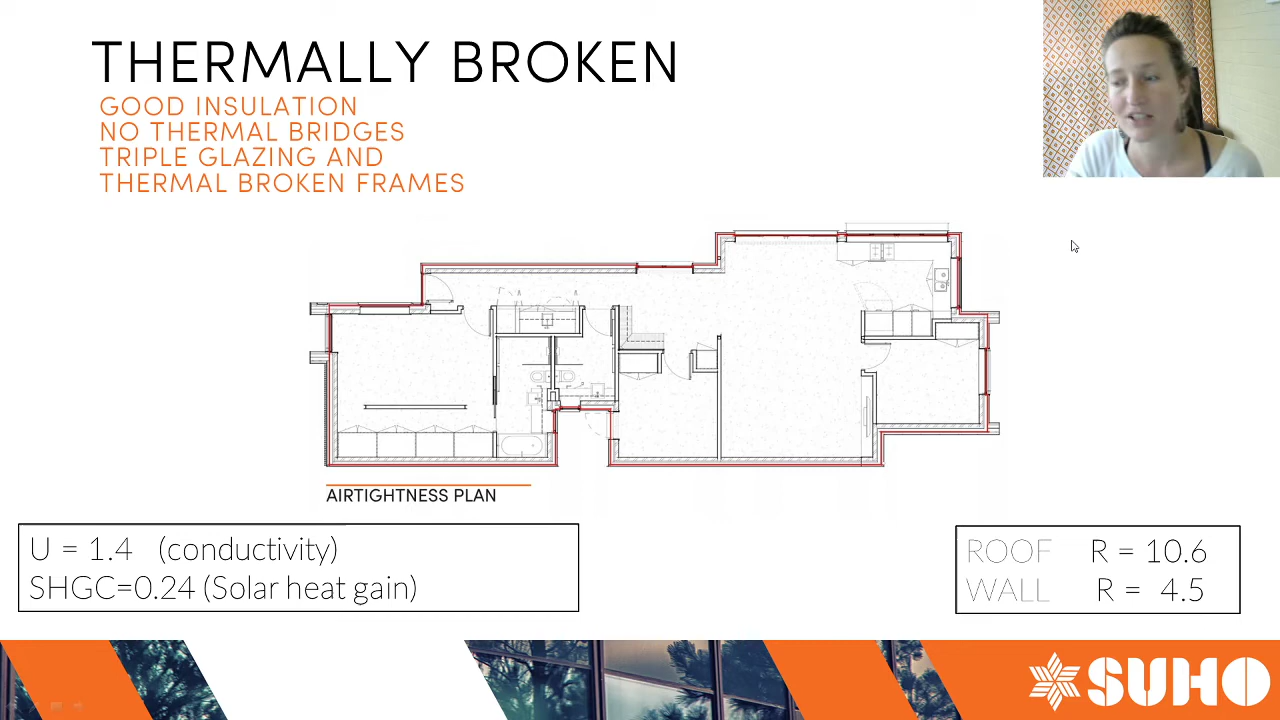 THERMALLY BROKEN
GOOD INSULATION
NO THERMAL BRIDGES
TRIPLE GLAZING AND
THERMAL BROKEN FRAMES
AIRTIGHTNESS PLAN
U = 1.4 (conductivity)
SHGC=0.24 (Solar heat gain)
ROOF R = 10.6
WALL R = 4.5
SUHO